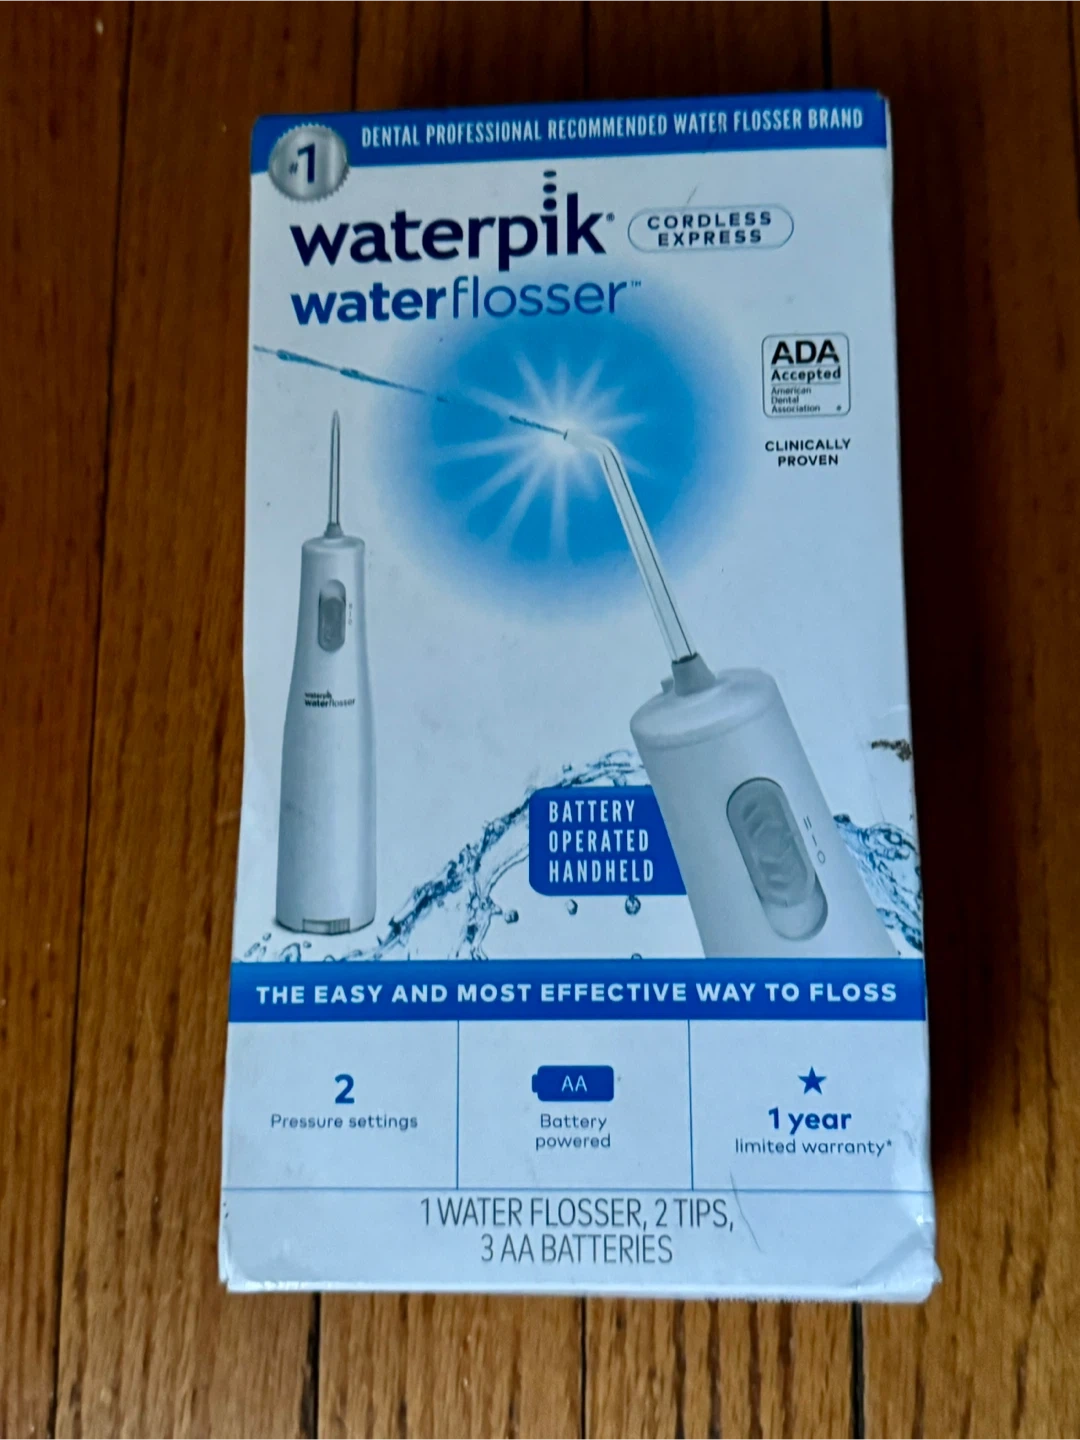 #1
DENTAL PROFESSIONAL RECOMMENDED WATER FLOSSER BRAND
waterpik®
CORDLESS
EXPRESS
waterflosser™
ADA
Accepted
American
Dental
Association
®
CLINICALLY
PROVEN
waterpik
waterflosser
BATTERY
OPERATED
HANDHELD
THE EASY AND MOST EFFECTIVE WAY TO FLOSS
2
Pressure settings
AA
Battery
powered
1 year
limited warranty*
1 WATER FLOSSER, 2 TIPS,
3 AA BATTERIES